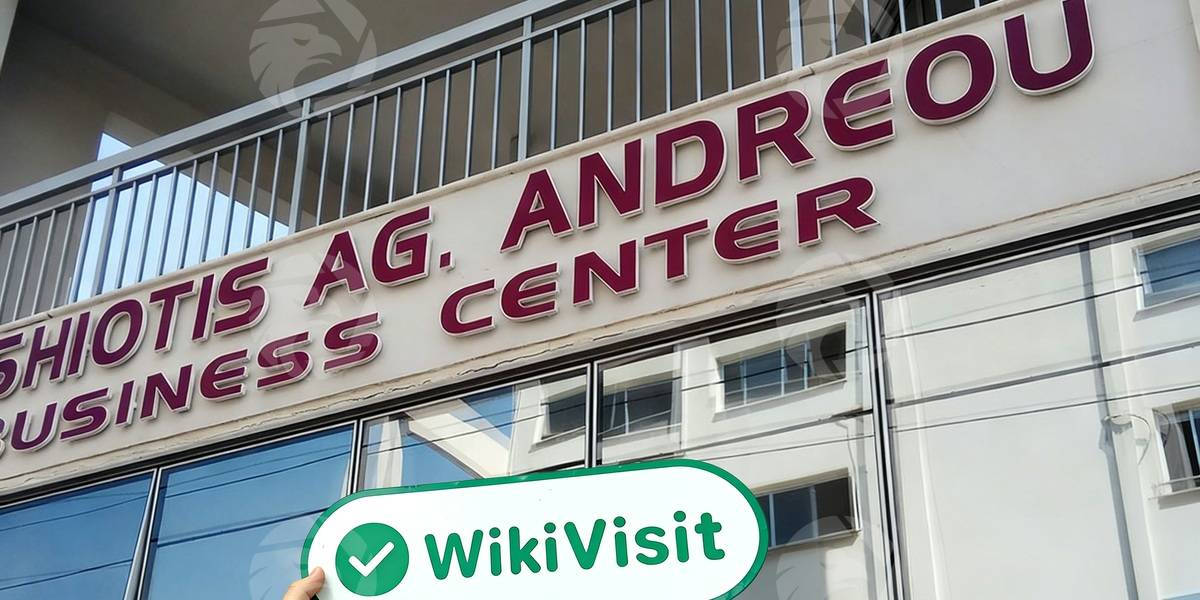 SHIOTIS AG. ANDREOU
BUSINESS CENTER
WikiVisit